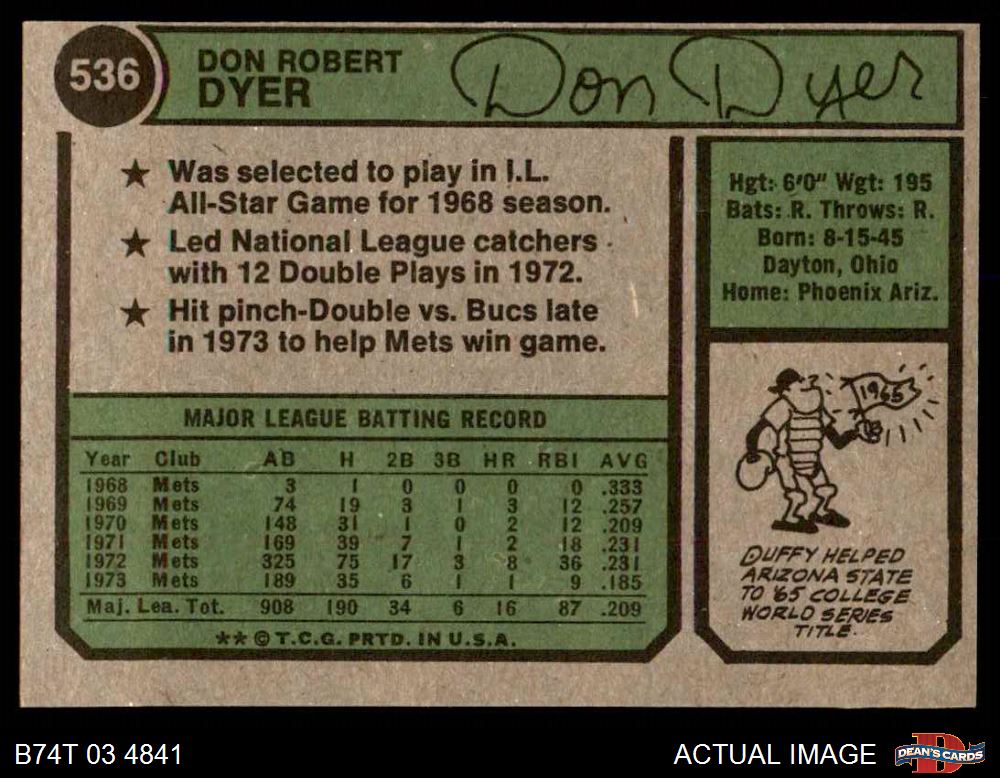 536
DON ROBERT
DYER
Don Dyer
★ Was selected to play in I.L.
All-Star Game for 1968 season.
★ Led National League catchers
with 12 Double Plays in 1972.
★ Hit pinch-Double vs. Bucs late
in 1973 to help Mets win game.
MAJOR LEAGUE BATTING RECORD
Year Club AB H 2B 3B HR RBI AVG
1968 Mets 3 1 0 0 0 0 .333
1969 Mets 74 19 3 1 3 12 .257
1970 Mets 148 31 1 0 2 12 .209
1971 Mets 169 39 7 1 2 18 .231
1972 Mets 325 75 17 3 8 36 .231
1973 Mets 189 35 6 1 1 9 .185
Maj. Lea. Tot. 908 190 34 6 16 87 .209
** © T.C.G. PRTD. IN U.S.A.
Hgt: 6'0" Wgt: 195
Bats: R. Throws: R.
Born: 8-15-45
Dayton, Ohio
Home: Phoenix Ariz.
1965
DUFFY HELPED
ARIZONA STATE
TO '65 COLLEGE
WORLD SERIES
TITLE.
B74T 03 4841
ACTUAL IMAGE
DEAN'S CARDS